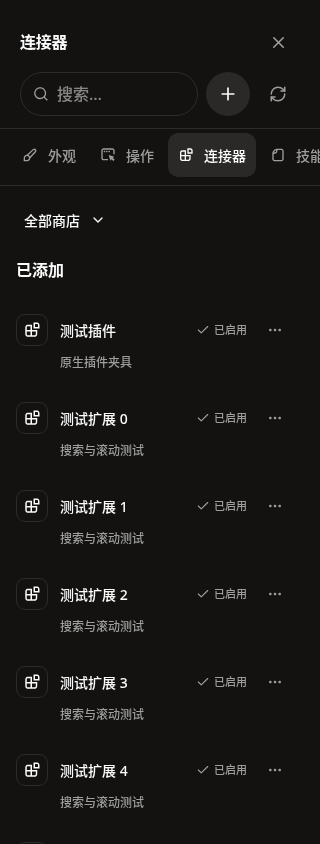 连接器
搜索...
外观 操作 连接器 技能
全部商店
已添加
测试插件 已启用
原生插件夹具
测试扩展 0 已启用
搜索与滚动测试
测试扩展 1 已启用
搜索与滚动测试
测试扩展 2 已启用
搜索与滚动测试
测试扩展 3 已启用
搜索与滚动测试
测试扩展 4 已启用
搜索与滚动测试